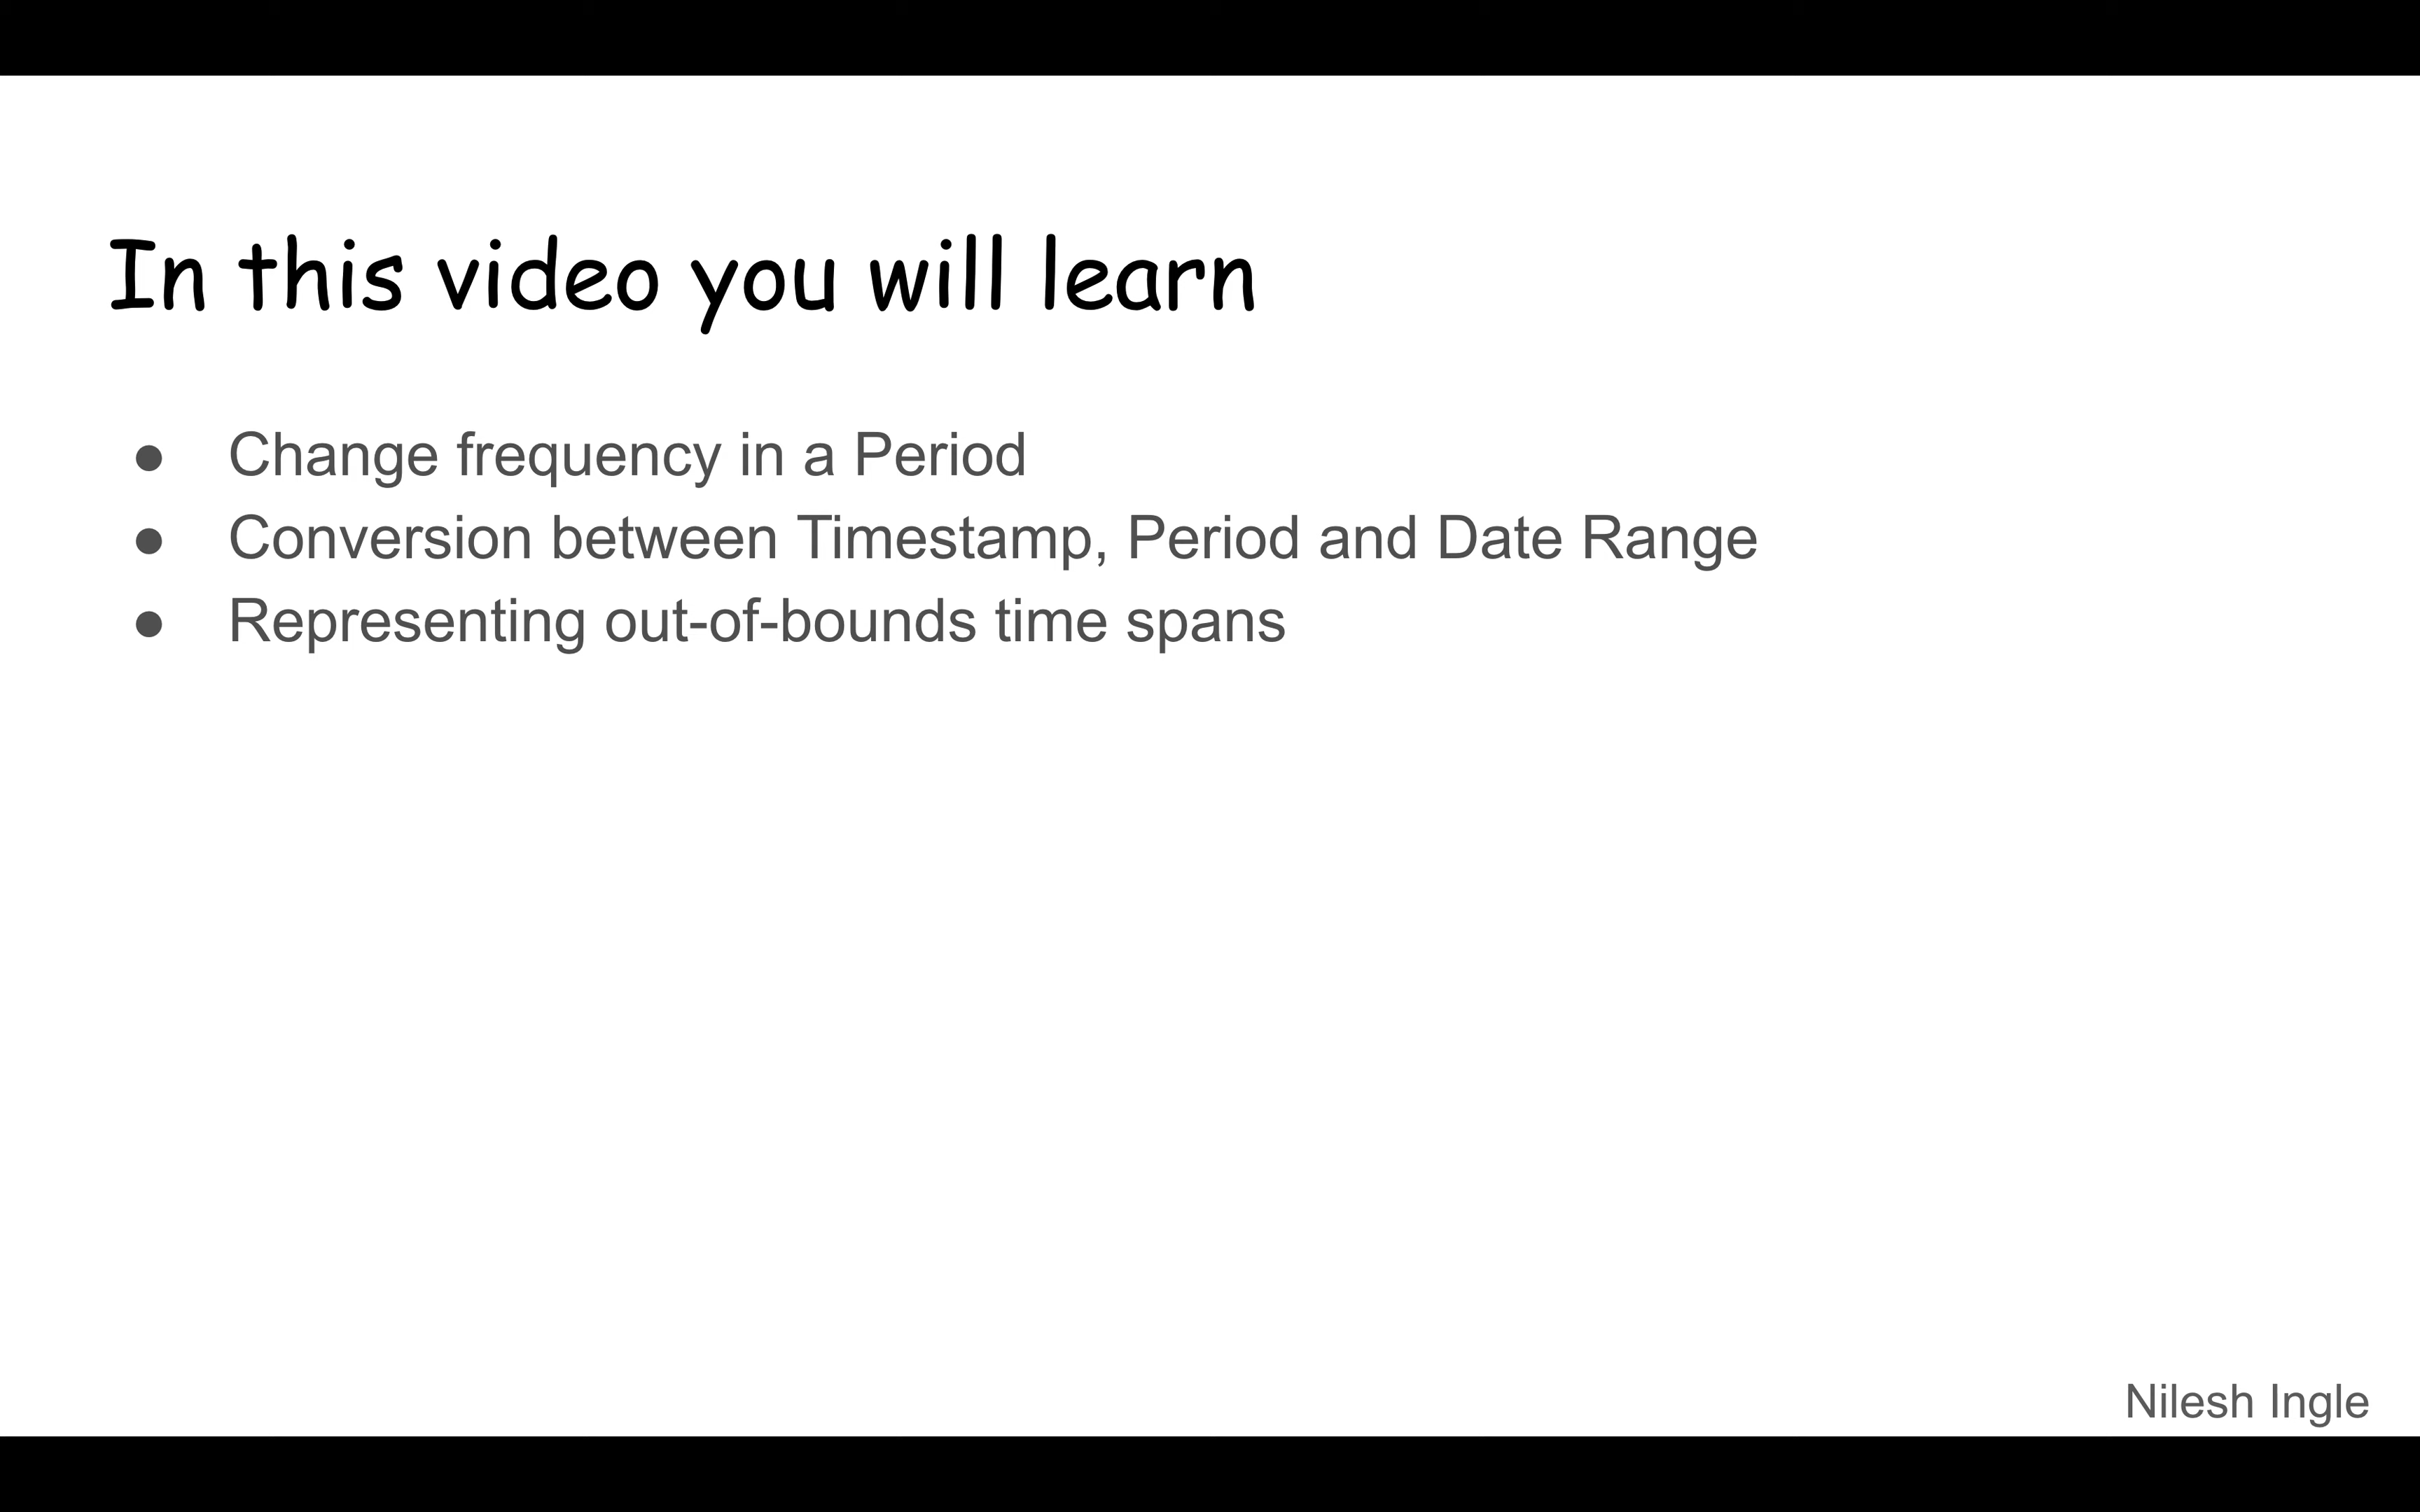 In this video you will learn
● Change frequency in a Period
● Conversion between Timestamp, Period and Date Range
● Representing out-of-bounds time spans
Nilesh Ingle